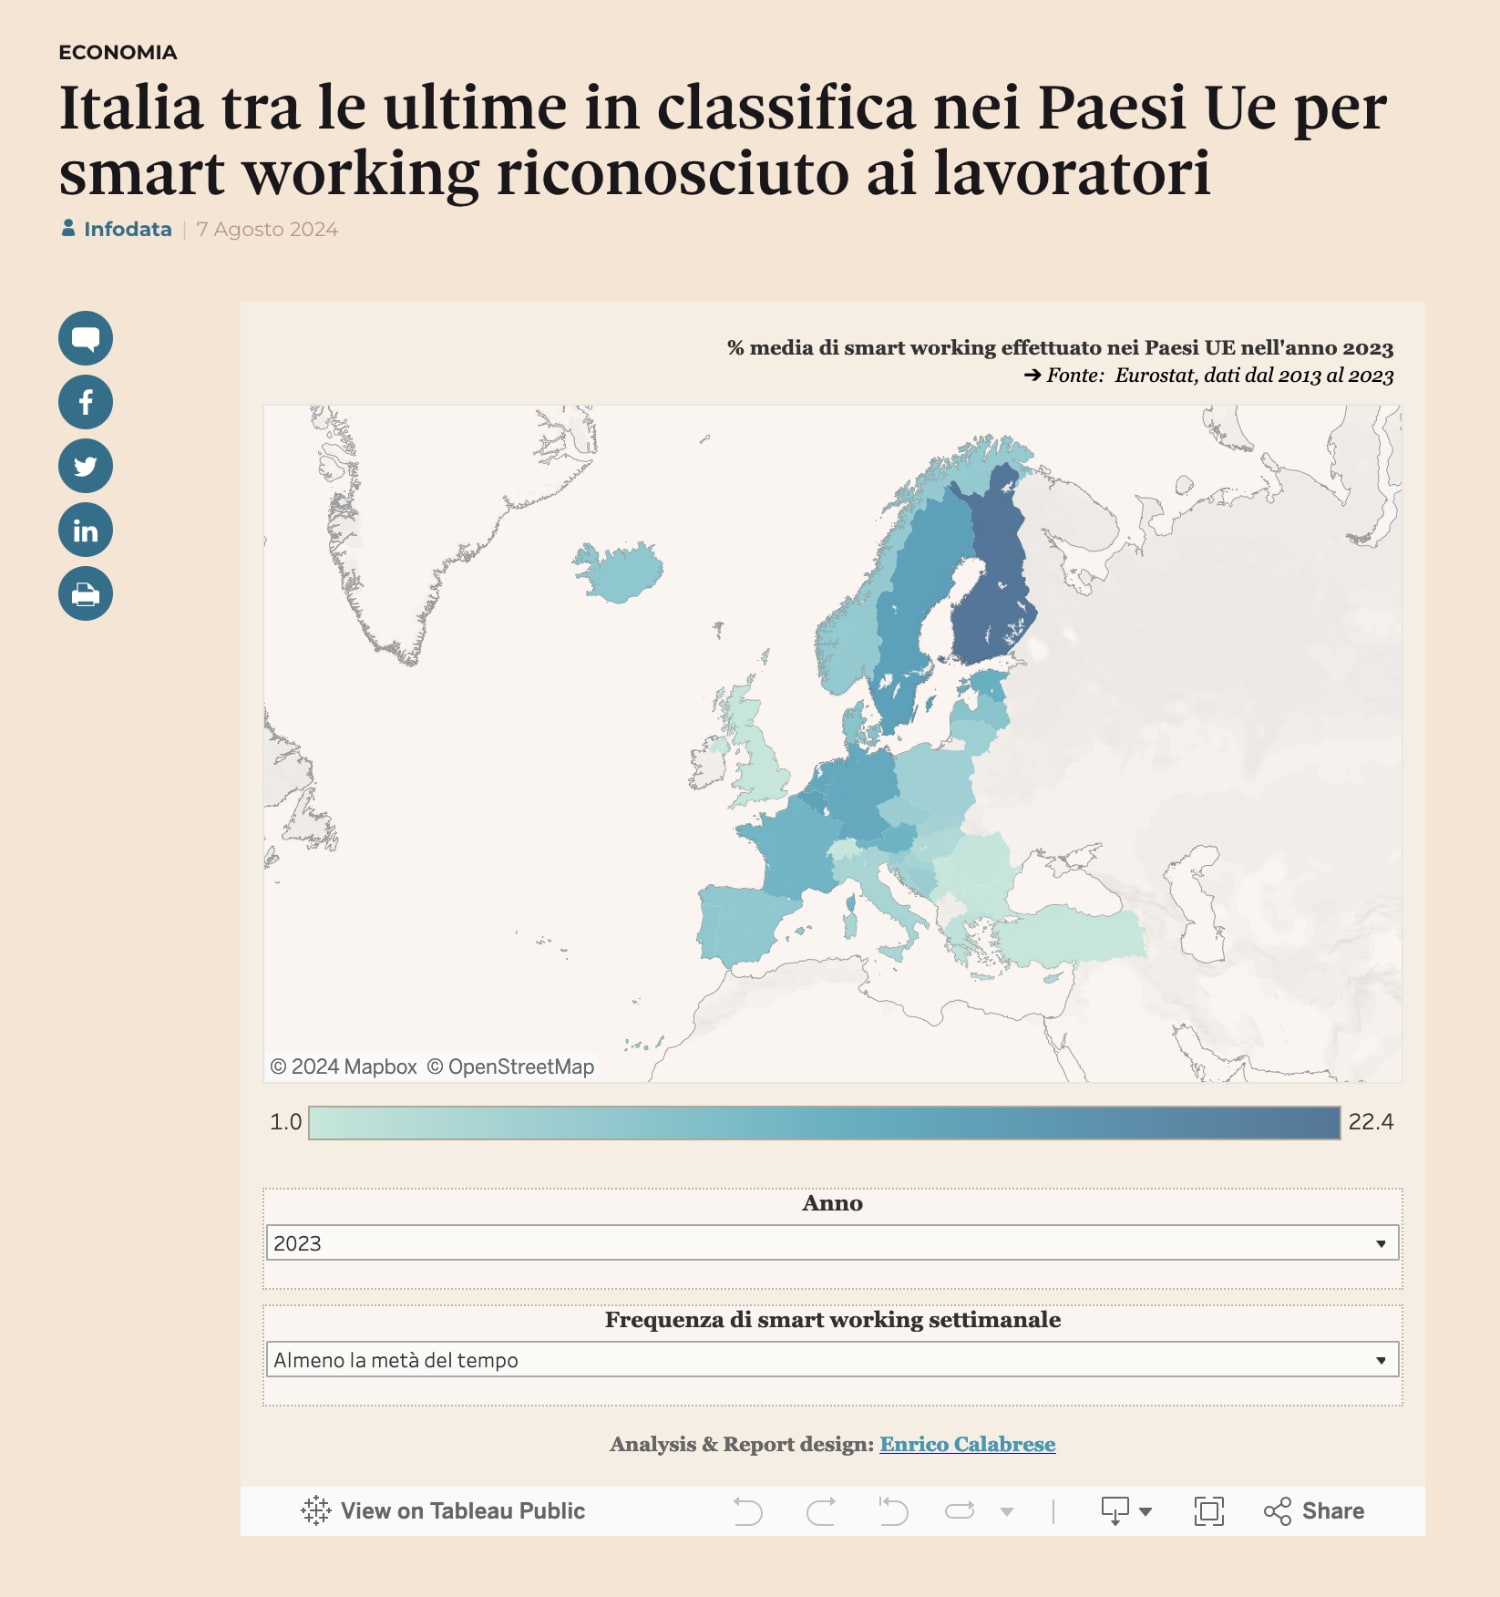 ECONOMIA
Italia tra le ultime in classifica nei Paesi Ue per
smart working riconosciuto ai lavoratori
Infodata | 7 Agosto 2024
% media di smart working effettuato nei Paesi UE nell'anno 2023
➔ Fonte: Eurostat, dati dal 2013 al 2023
© 2024 Mapbox © OpenStreetMap
1.0
22.4
Anno
2023
Frequenza di smart working settimanale
Almeno la metà del tempo
Analysis & Report design: Enrico Calabrese
View on Tableau Public
Share